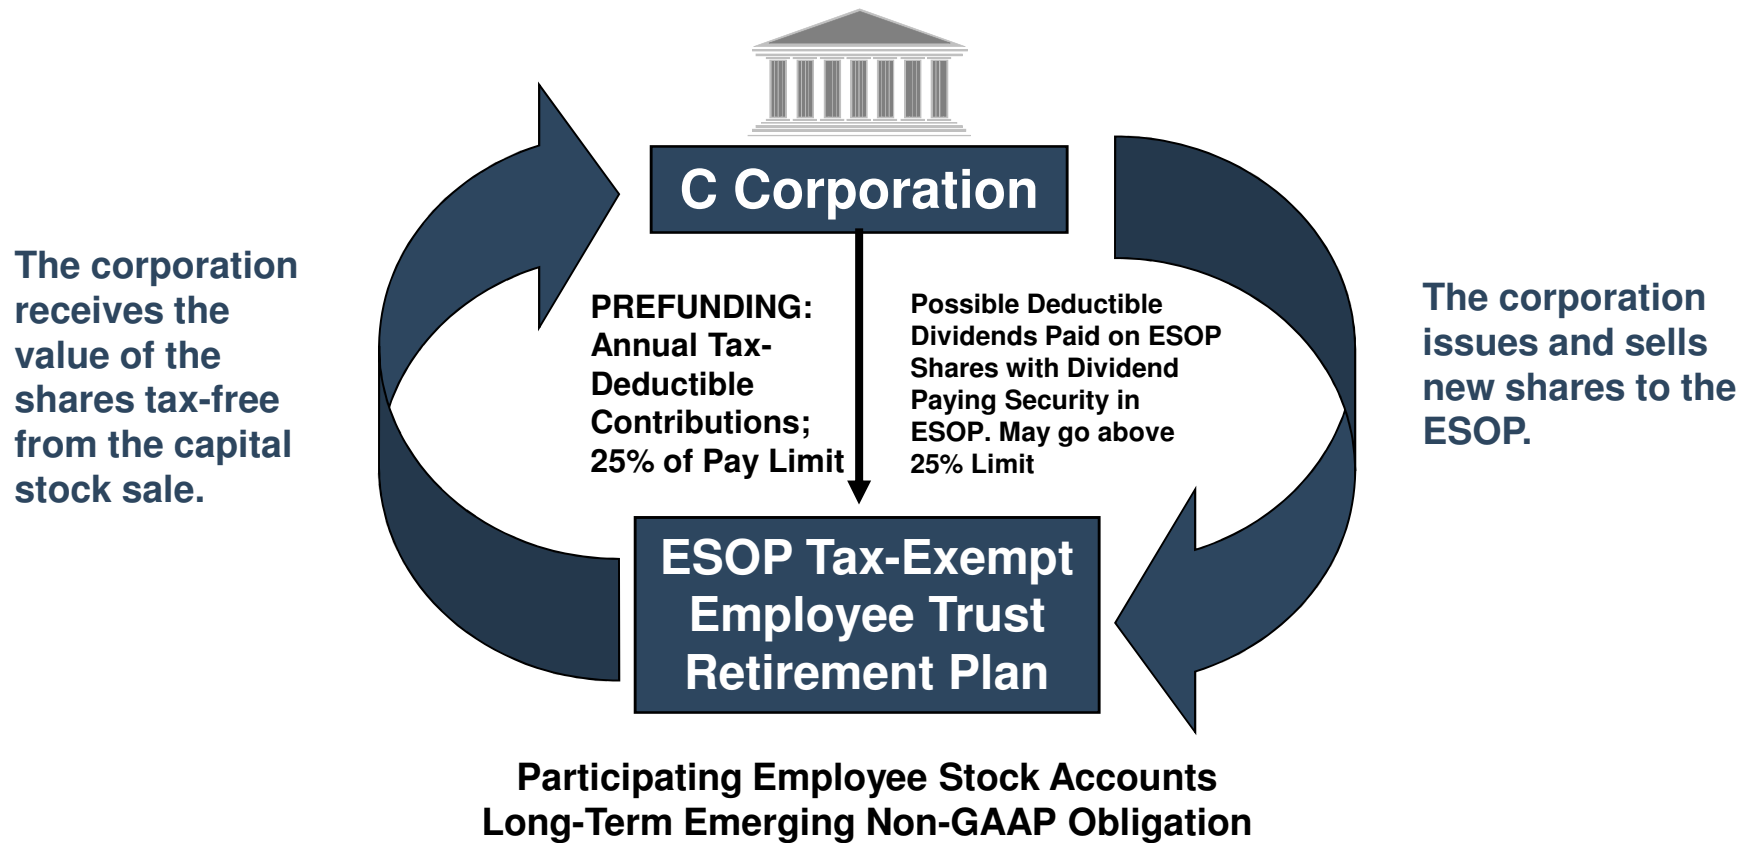 C Corporation
The corporation
receives the
value of the
shares tax-free
from the capital
stock sale.
PREFUNDING:
Annual Tax-
Deductible
Contributions;
25% of Pay Limit
Possible Deductible
Dividends Paid on ESOP
Shares with Dividend
Paying Security in
ESOP. May go above
25% Limit
The corporation
issues and sells
new shares to the
ESOP.
ESOP Tax-Exempt
Employee Trust
Retirement Plan
Participating Employee Stock Accounts
Long-Term Emerging Non-GAAP Obligation